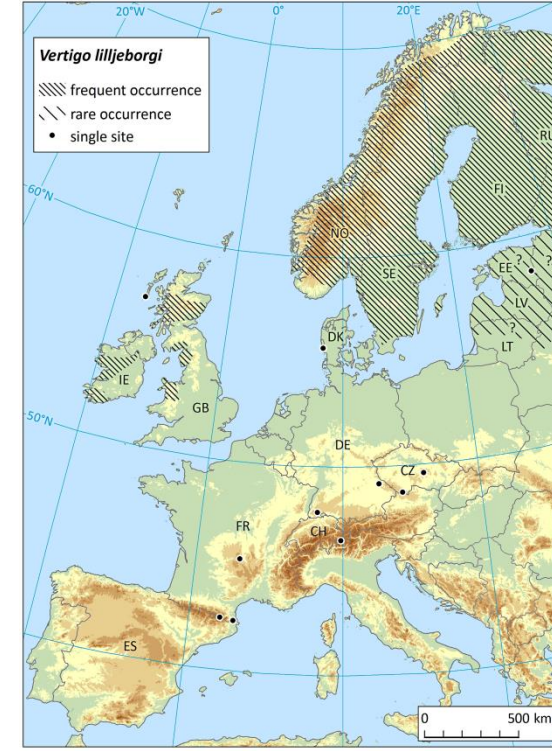 20°W
0°
20°E
Vertigo lilljeborgi
frequent occurrence
rare occurrence
single site
RU
60°N
FI
NO
SE
EE ? ?
LV
DK
?
LT
IE
GB
50°N
DE
CZ
FR
CH
ES
0 500 km